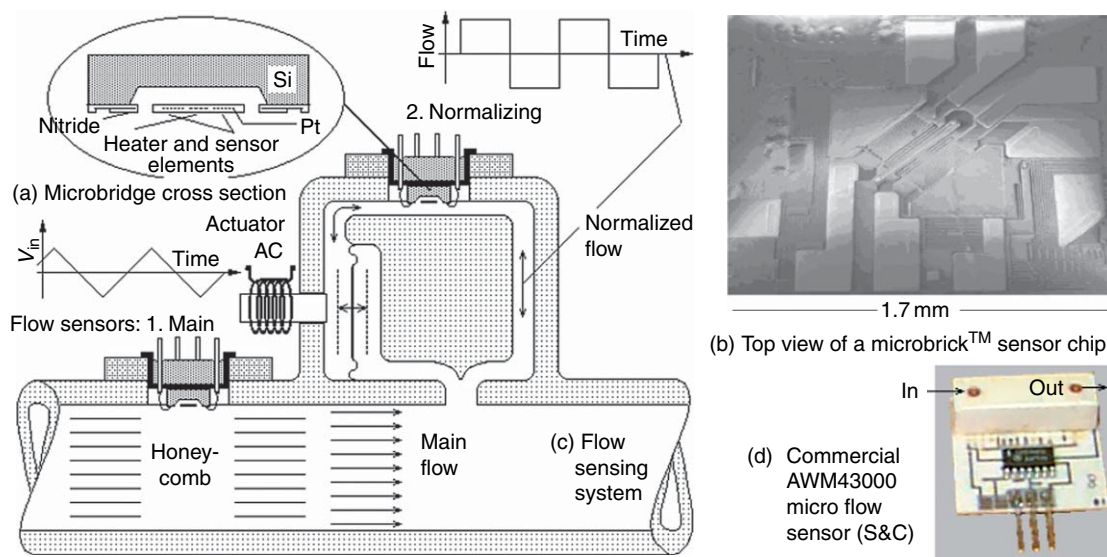 Si
Nitride
Pt
Heater and sensor
elements
(a) Microbridge cross section
Flow
Time
2. Normalizing
Actuator
AC
Normalized
flow
Vin
Time
Flow sensors: 1. Main
Honey-
comb
Main
flow
(c) Flow
sensing
system
1.7 mm
(b) Top view of a microbrick™ sensor chip
In
Out
(d) Commercial
AWM43000
micro flow
sensor (S&C)